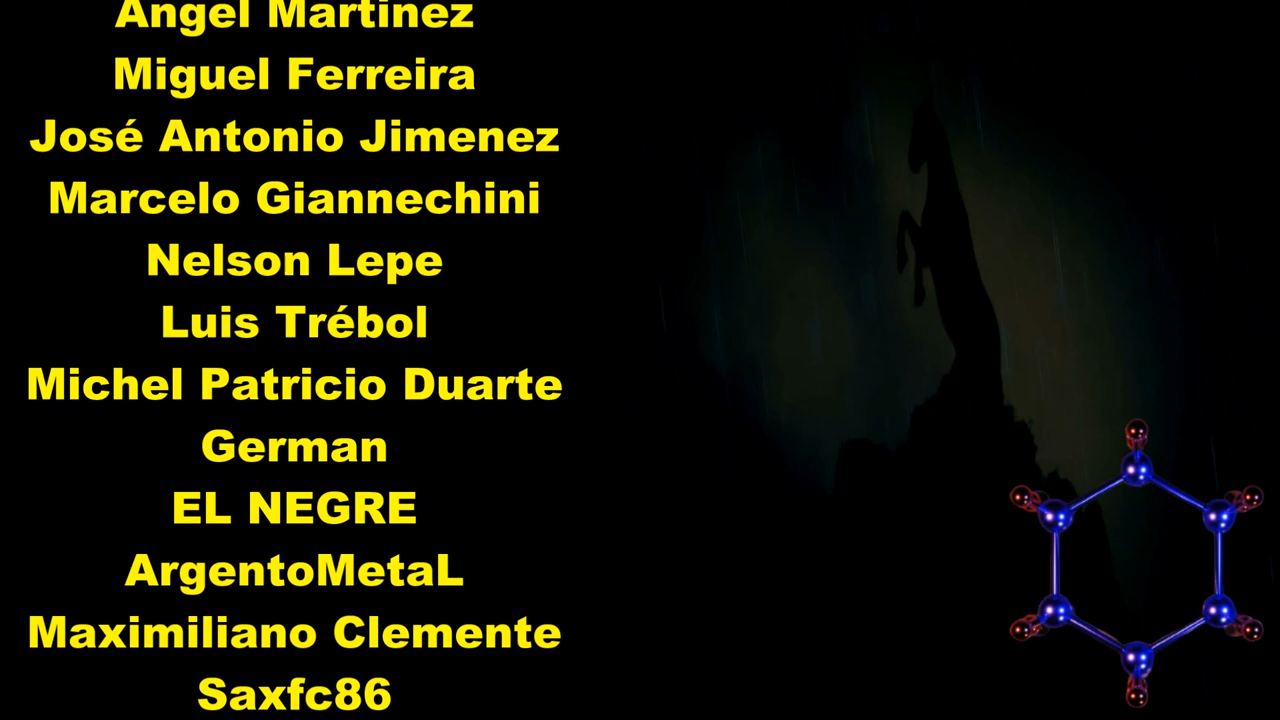 Angel Martinez
Miguel Ferreira
José Antonio Jimenez
Marcelo Giannechini
Nelson Lepe
Luis Trébol
Michel Patricio Duarte
German
EL NEGRE
ArgentoMetaL
Maximiliano Clemente
Saxfc86